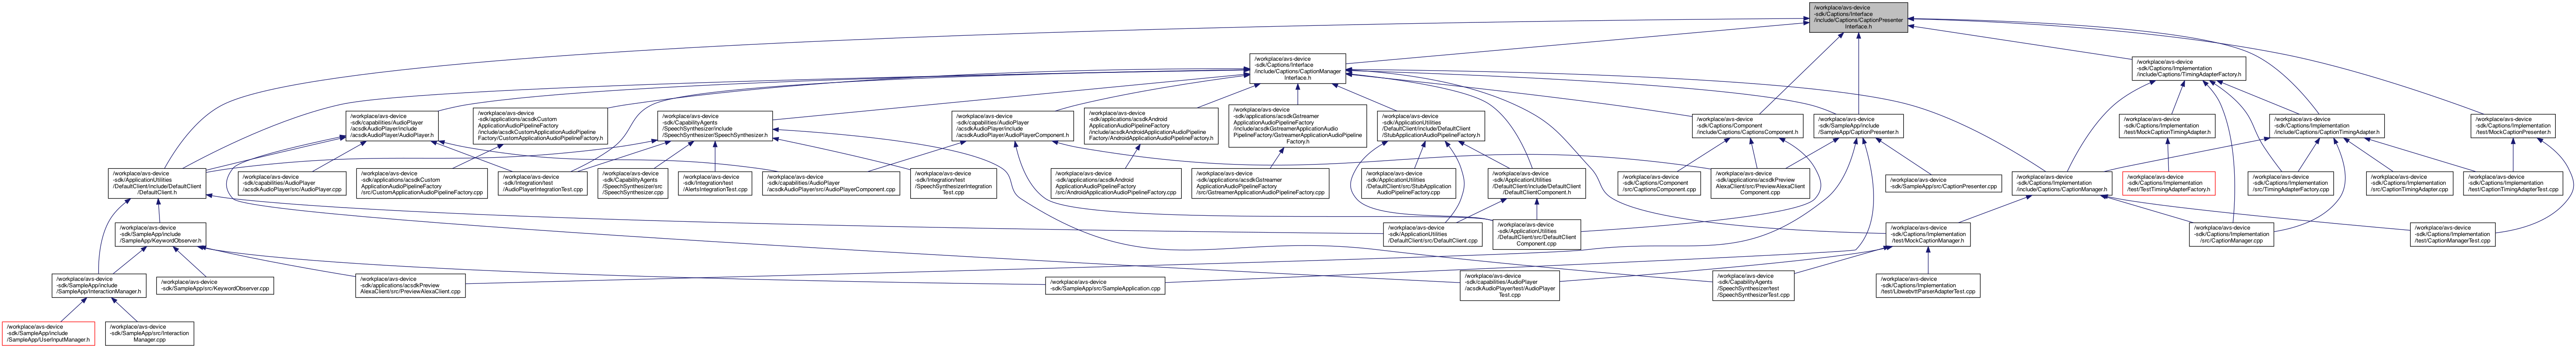 /workplace/avs-device
-sdk/Captions/Interface
/include/Captions/CaptionPresenter
Interface.h
/workplace/avs-device
-sdk/Captions/Interface
/include/Captions/CaptionManager
Interface.h
/workplace/avs-device
-sdk/Captions/Implementation
/include/Captions/TimingAdapterFactory.h
/workplace/avs-device
-sdk/capabilities/AudioPlayer
/acsdkAudioPlayer/include
/acsdkAudioPlayer/AudioPlayer.h
/workplace/avs-device
-sdk/applications/acsdkCustom
ApplicationAudioPipelineFactory
/include/acsdkCustomApplicationAudioPipeline
Factory/CustomApplicationAudioPipelineFactory.h
/workplace/avs-device
-sdk/CapabilityAgents
/SpeechSynthesizer/include
/SpeechSynthesizer/SpeechSynthesizer.h
/workplace/avs-device
-sdk/capabilities/AudioPlayer
/acsdkAudioPlayer/include
/acsdkAudioPlayer/AudioPlayerComponent.h
/workplace/avs-device
-sdk/applications/acsdkAndroid
ApplicationAudioPipelineFactory
/include/acsdkAndroidApplicationAudioPipeline
Factory/AndroidApplicationAudioPipelineFactory.h
/workplace/avs-device
-sdk/applications/acsdkGstreamer
ApplicationAudioPipelineFactory
/include/acsdkGstreamerApplicationAudio
PipelineFactory/GstreamerApplicationAudioPipeline
Factory.h
/workplace/avs-device
-sdk/ApplicationUtilities
/DefaultClient/include/DefaultClient
/StubApplicationAudioPipelineFactory.h
/workplace/avs-device
-sdk/Captions/Component
/include/Captions/CaptionsComponent.h
/workplace/avs-device
-sdk/SampleApp/include
/SampleApp/CaptionPresenter.h
/workplace/avs-device
-sdk/Captions/Implementation
/test/MockCaptionTimingAdapter.h
/workplace/avs-device
-sdk/Captions/Implementation
/include/Captions/CaptionTimingAdapter.h
/workplace/avs-device
-sdk/Captions/Implementation
/test/MockCaptionPresenter.h
/workplace/avs-device
-sdk/ApplicationUtilities
/DefaultClient/include/DefaultClient
/DefaultClient.h
/workplace/avs-device
-sdk/capabilities/AudioPlayer
/acsdkAudioPlayer/src/AudioPlayer.cpp
/workplace/avs-device
-sdk/applications/acsdkCustom
ApplicationAudioPipelineFactory
/src/CustomApplicationAudioPipelineFactory.cpp
/workplace/avs-device
-sdk/Integration/test
/AudioPlayerIntegrationTest.cpp
/workplace/avs-device
-sdk/CapabilityAgents
/SpeechSynthesizer/src
/SpeechSynthesizer.cpp
/workplace/avs-device
-sdk/Integration/test
/AlertsIntegrationTest.cpp
/workplace/avs-device
-sdk/capabilities/AudioPlayer
/acsdkAudioPlayer/src/AudioPlayerComponent.cpp
/workplace/avs-device
-sdk/Integration/test
/SpeechSynthesizerIntegration
Test.cpp
/workplace/avs-device
-sdk/applications/acsdkAndroid
ApplicationAudioPipelineFactory
/src/AndroidApplicationAudioPipelineFactory.cpp
/workplace/avs-device
-sdk/applications/acsdkGstreamer
ApplicationAudioPipelineFactory
/src/GstreamerApplicationAudioPipelineFactory.cpp
/workplace/avs-device
-sdk/ApplicationUtilities
/DefaultClient/src/StubApplication
AudioPipelineFactory.cpp
/workplace/avs-device
-sdk/ApplicationUtilities
/DefaultClient/include/DefaultClient
/DefaultClientComponent.h
/workplace/avs-device
-sdk/Captions/Component
/src/CaptionsComponent.cpp
/workplace/avs-device
-sdk/applications/acsdkPreview
AlexaClient/src/PreviewAlexaClient
Component.cpp
/workplace/avs-device
-sdk/SampleApp/src/CaptionPresenter.cpp
/workplace/avs-device
-sdk/Captions/Implementation
/include/Captions/CaptionManager.h
/workplace/avs-device
-sdk/Captions/Implementation
/test/TestTimingAdapterFactory.h
/workplace/avs-device
-sdk/Captions/Implementation
/src/TimingAdapterFactory.cpp
/workplace/avs-device
-sdk/Captions/Implementation
/src/CaptionTimingAdapter.cpp
/workplace/avs-device
-sdk/Captions/Implementation
/test/CaptionTimingAdapterTest.cpp
/workplace/avs-device
-sdk/SampleApp/include
/SampleApp/KeywordObserver.h
/workplace/avs-device
-sdk/ApplicationUtilities
/DefaultClient/src/DefaultClient.cpp
/workplace/avs-device
-sdk/ApplicationUtilities
/DefaultClient/src/DefaultClient
Component.cpp
/workplace/avs-device
-sdk/Captions/Implementation
/test/MockCaptionManager.h
/workplace/avs-device
-sdk/Captions/Implementation
/src/CaptionManager.cpp
/workplace/avs-device
-sdk/Captions/Implementation
/test/CaptionManagerTest.cpp
/workplace/avs-device
-sdk/SampleApp/include
/SampleApp/InteractionManager.h
/workplace/avs-device
-sdk/SampleApp/src/KeywordObserver.cpp
/workplace/avs-device
-sdk/applications/acsdkPreview
AlexaClient/src/PreviewAlexaClient.cpp
/workplace/avs-device
-sdk/SampleApp/src/SampleApplication.cpp
/workplace/avs-device
-sdk/capabilities/AudioPlayer
/acsdkAudioPlayer/test/AudioPlayer
Test.cpp
/workplace/avs-device
-sdk/CapabilityAgents
/SpeechSynthesizer/test
/SpeechSynthesizerTest.cpp
/workplace/avs-device
-sdk/Captions/Implementation
/test/LibwebvttParserAdapterTest.cpp
/workplace/avs-device
-sdk/SampleApp/include
/SampleApp/UserInputManager.h
/workplace/avs-device
-sdk/SampleApp/src/Interaction
Manager.cpp